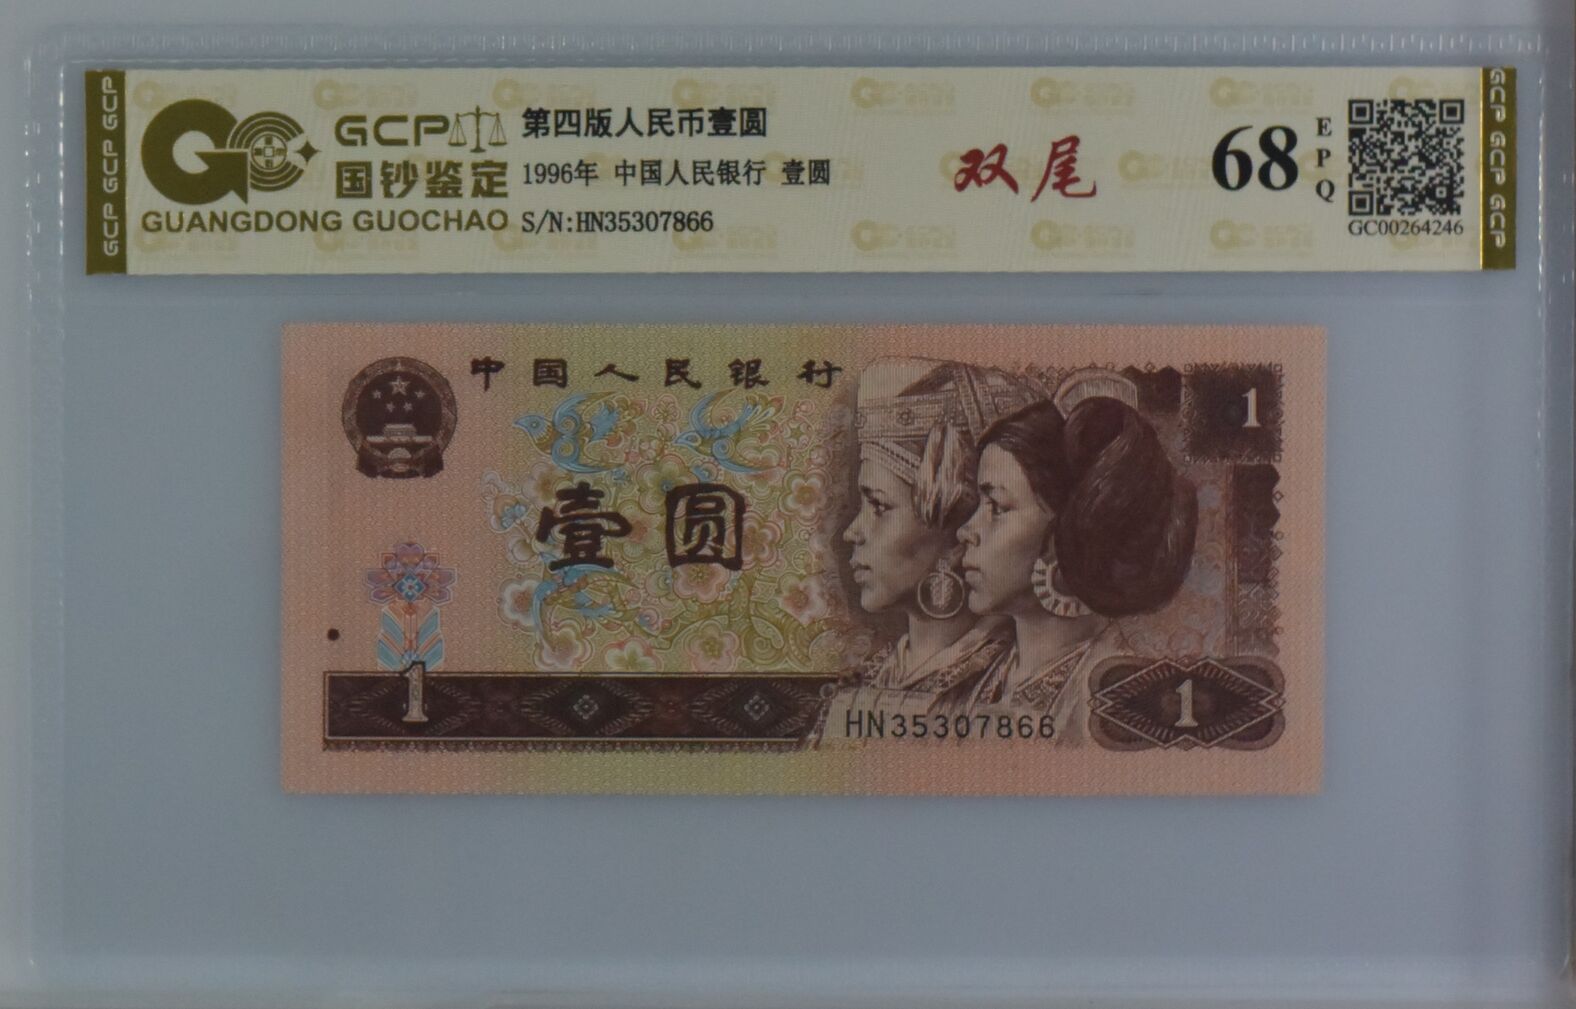 GCP
国钞鉴定
GUANGDONG GUOCHAO
第四版人民币壹圆
1996年 中国人民银行 壹圆
S/N:HN35307866
双尾
68
EPQ
GC00264246
GCP GCP GCP
GCP GCP GCP
中国人民银行
1
壹圆
1
1
HN35307866